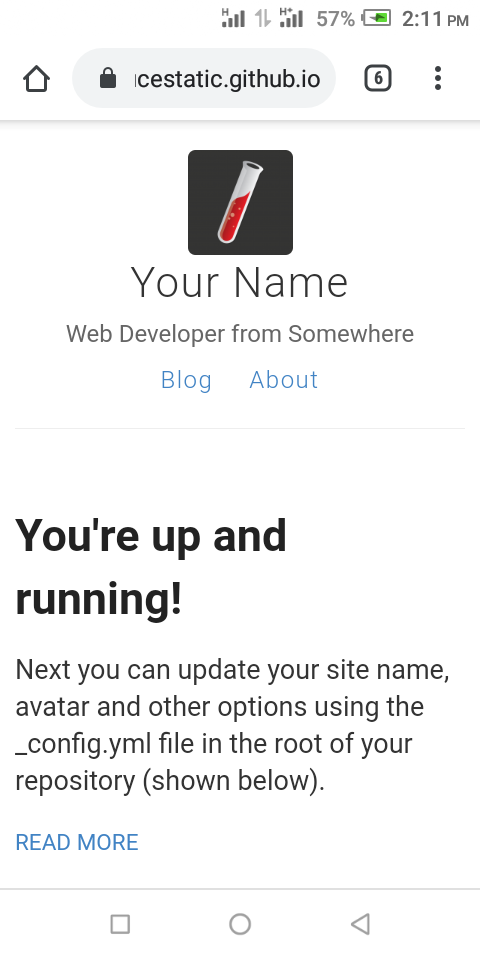 H H+ 57% 2:11 PM
cestatic.github.io 6
Your Name
Web Developer from Somewhere
Blog About
You're up and
running!
Next you can update your site name,
avatar and other options using the
_config.yml file in the root of your
repository (shown below).
READ MORE